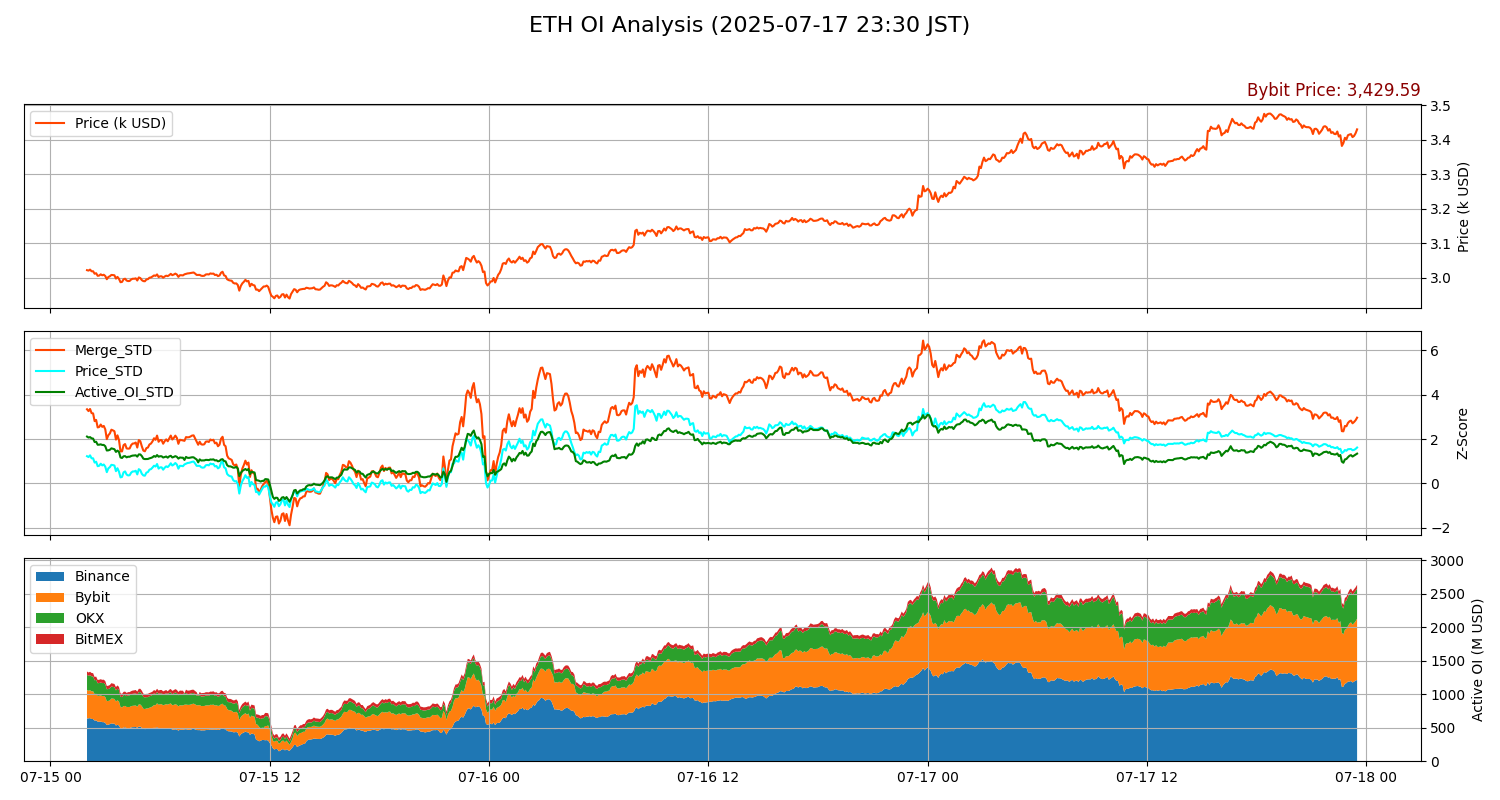 ETH OI Analysis (2025-07-17 23:30 JST)
Bybit Price: 3,429.59
Price (k USD)
3.5
3.4
3.3
3.2
3.1
3.0
Price (k USD)
Merge_STD
Price_STD
Active_OI_STD
6
4
2
0
−2
Z-Score
Binance
Bybit
OKX
BitMEX
3000
2500
2000
1500
1000
500
0
Active OI (M USD)
07-15 00
07-15 12
07-16 00
07-16 12
07-17 00
07-17 12
07-18 00